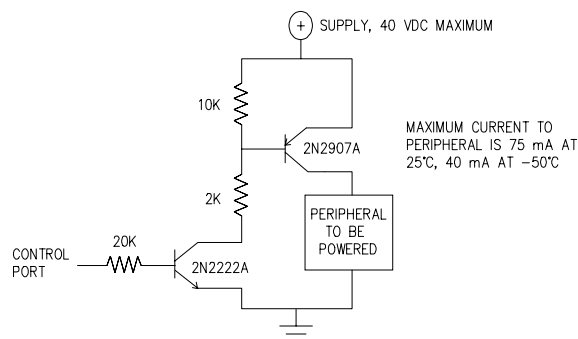 +
SUPPLY, 40 VDC MAXIMUM
10K
2N2907A
MAXIMUM CURRENT TO
PERIPHERAL IS 75 mA AT
25°C, 40 mA AT -50°C
2K
PERIPHERAL
TO BE
POWERED
CONTROL
PORT
20K
2N2222A